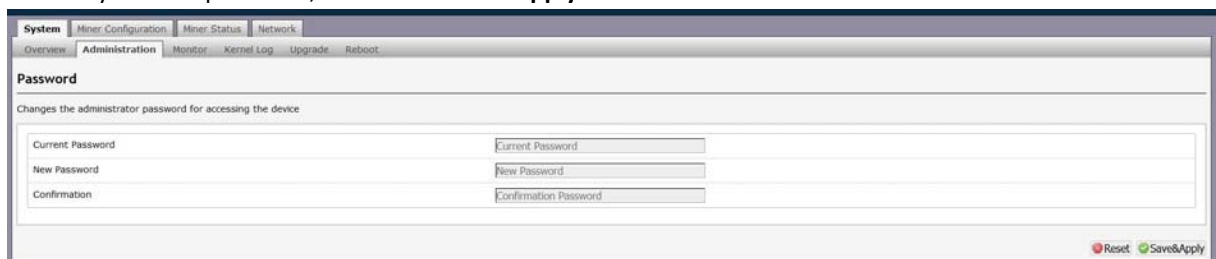 pply
System Miner Configuration Miner Status Network
Overview Administration Monitor Kernel Log Upgrade Reboot
Password
Changes the administrator password for accessing the device
Current Password Current Password
New Password New Password
Confirmation Confirmation Password
Reset Save&Apply